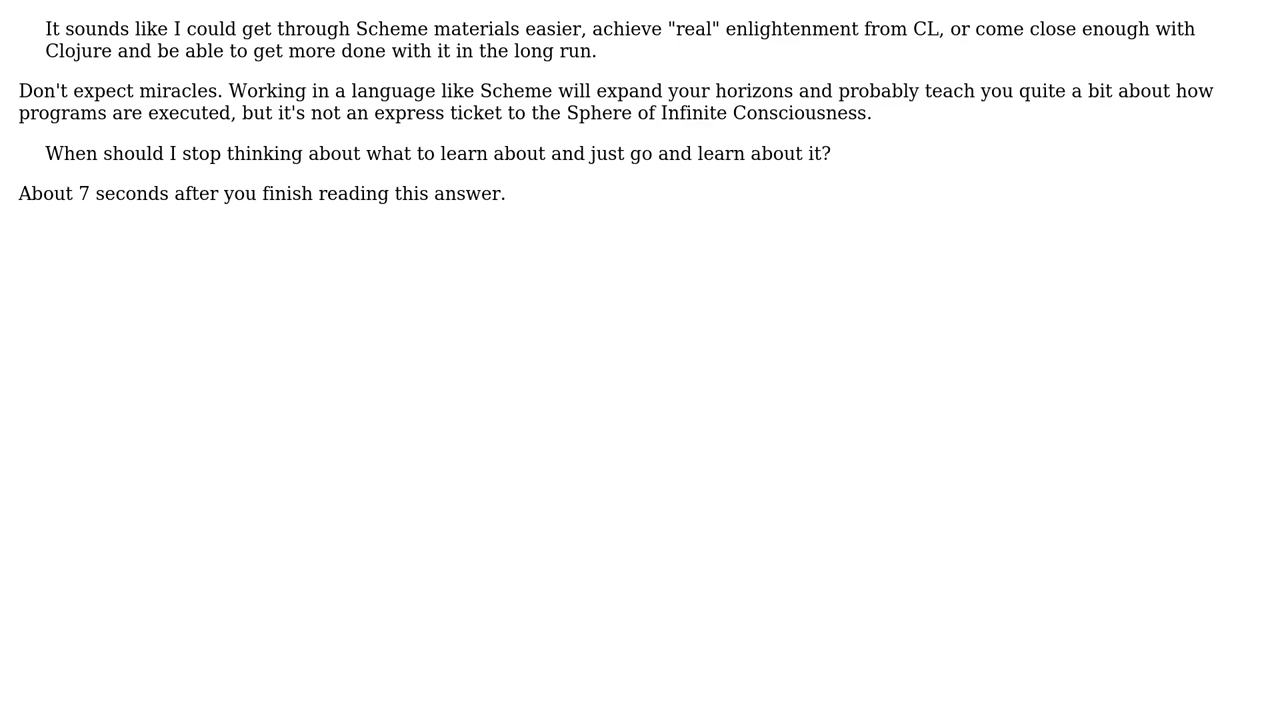 It sounds like I could get through Scheme materials easier, achieve "real" enlightenment from CL, or come close enough with
Clojure and be able to get more done with it in the long run.
Don't expect miracles. Working in a language like Scheme will expand your horizons and probably teach you quite a bit about how
programs are executed, but it's not an express ticket to the Sphere of Infinite Consciousness.
When should I stop thinking about what to learn about and just go and learn about it?
About 7 seconds after you finish reading this answer.